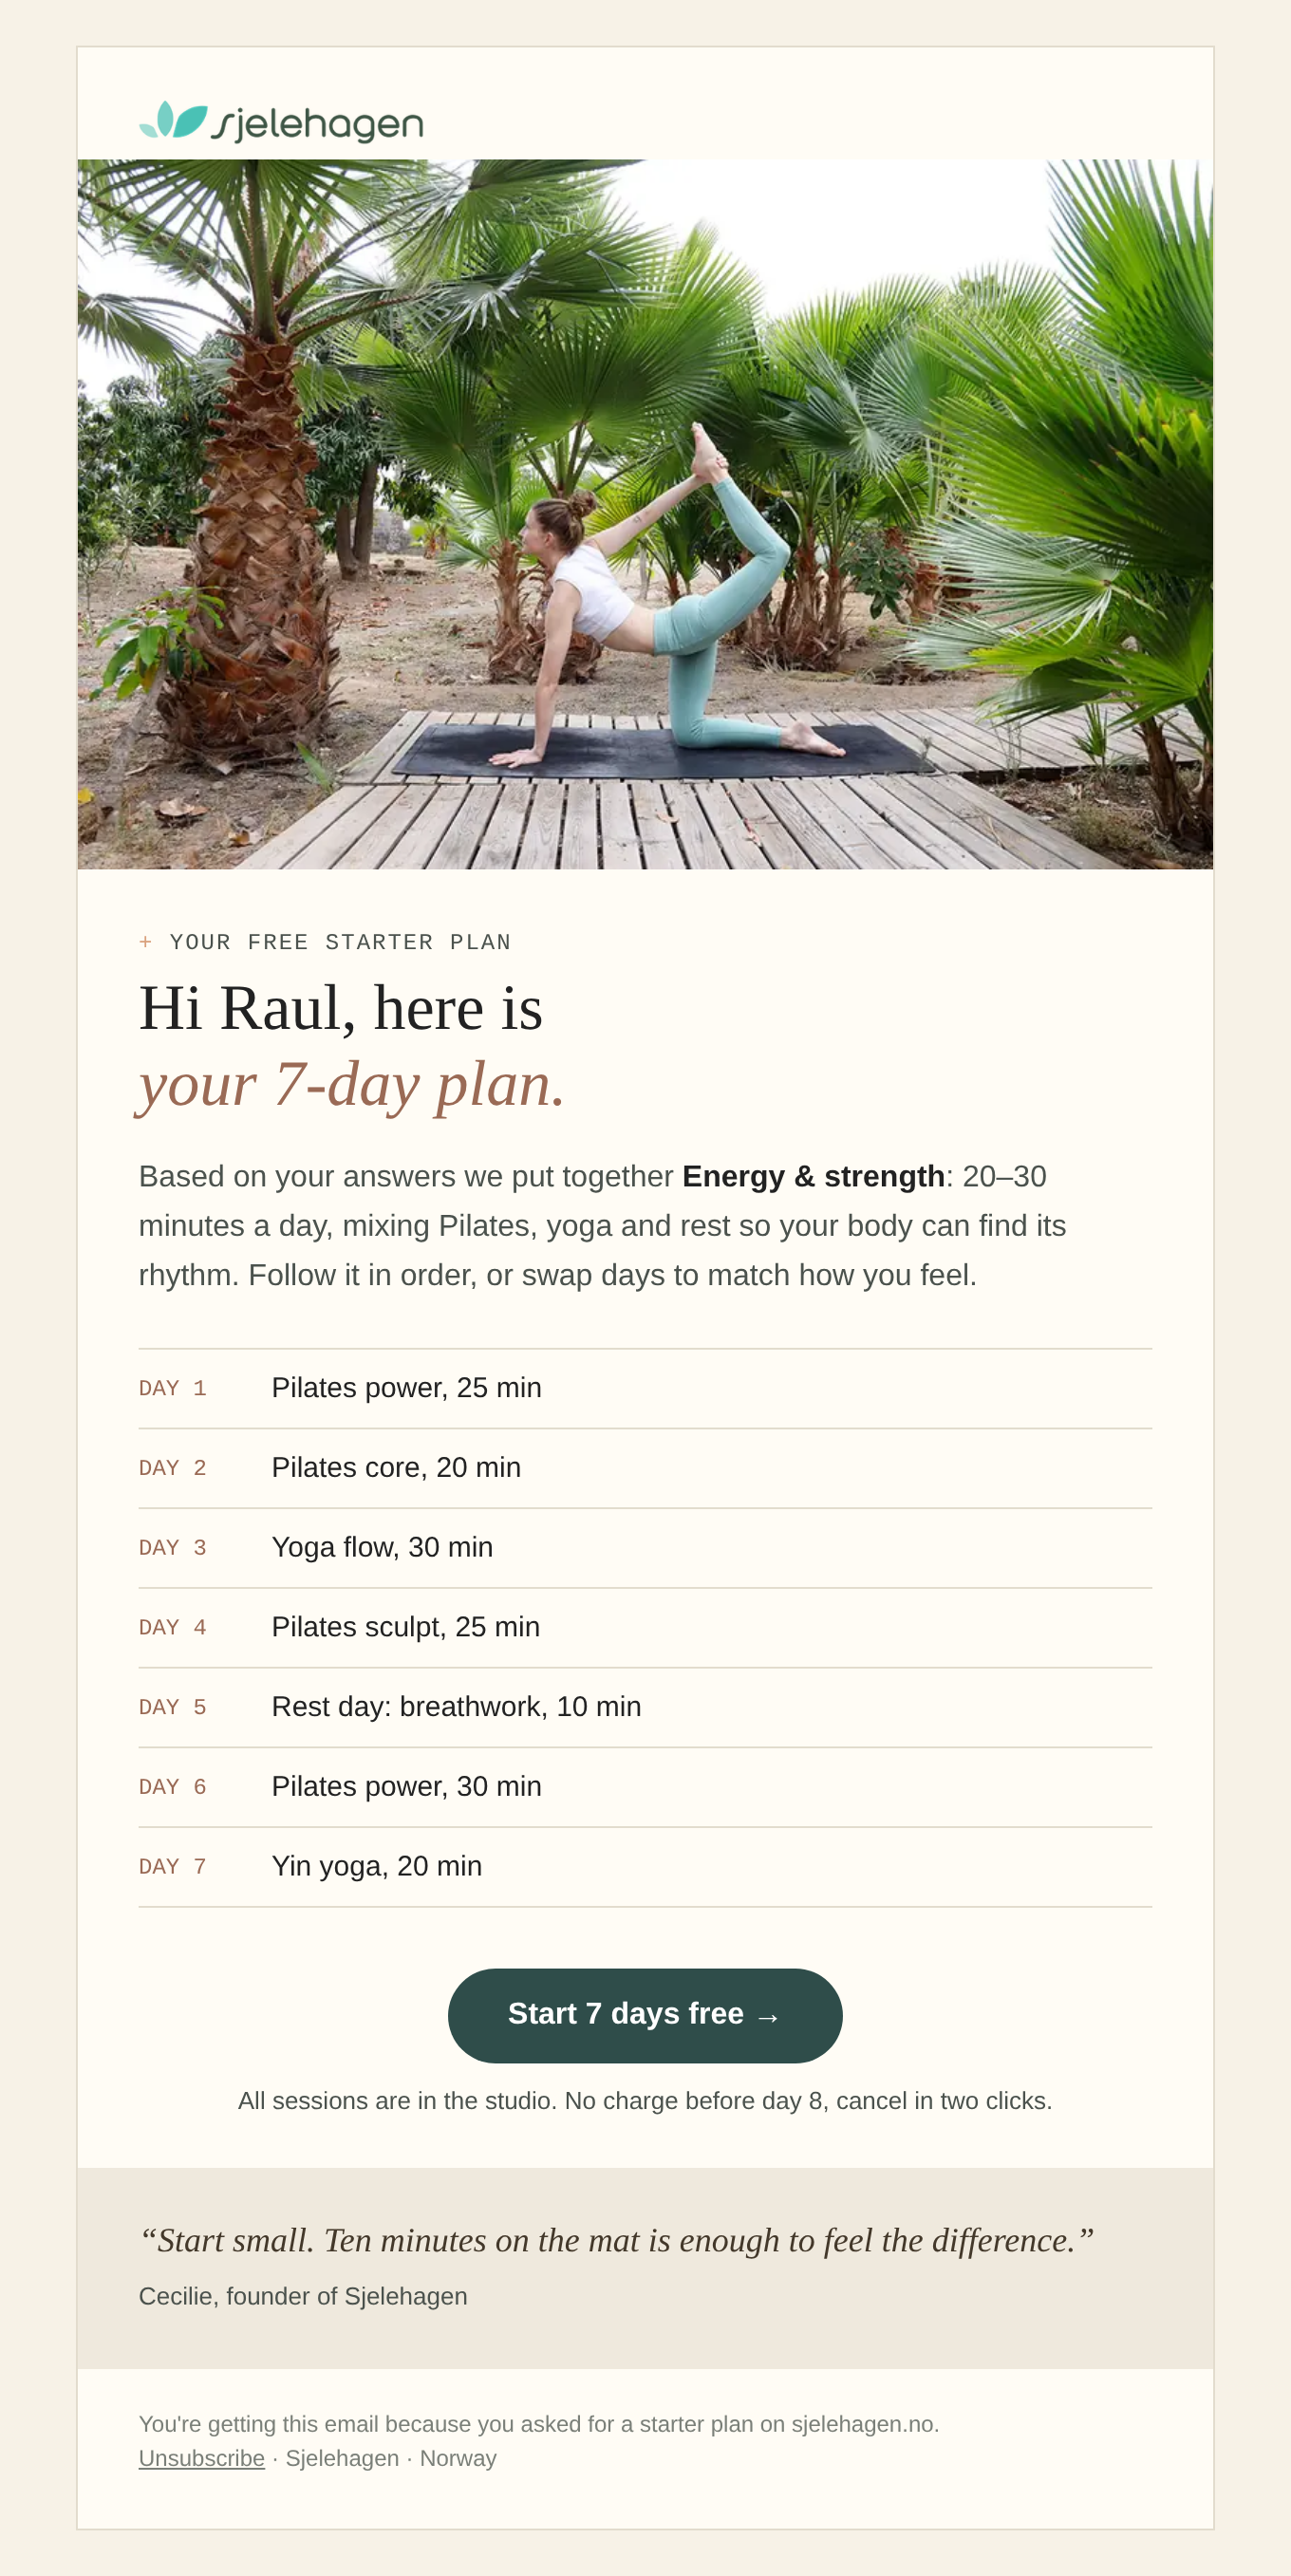 sjelehagen
+ YOUR FREE STARTER PLAN
Hi Raul, here is
your 7-day plan.
Based on your answers we put together Energy & strength: 20–30
minutes a day, mixing Pilates, yoga and rest so your body can find its
rhythm. Follow it in order, or swap days to match how you feel.
DAY 1 Pilates power, 25 min
DAY 2 Pilates core, 20 min
DAY 3 Yoga flow, 30 min
DAY 4 Pilates sculpt, 25 min
DAY 5 Rest day: breathwork, 10 min
DAY 6 Pilates power, 30 min
DAY 7 Yin yoga, 20 min
Start 7 days free →
All sessions are in the studio. No charge before day 8, cancel in two clicks.
“Start small. Ten minutes on the mat is enough to feel the difference.”
Cecilie, founder of Sjelehagen
You're getting this email because you asked for a starter plan on sjelehagen.no.
Unsubscribe · Sjelehagen · Norway